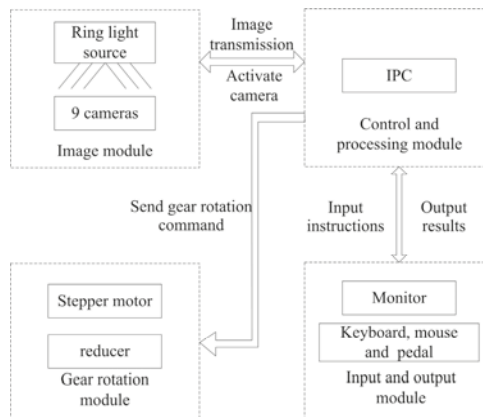 Ring light
source
9 cameras
Image module
Image
transmission
Activate
camera
IPC
Control and
processing module
Send gear rotation
command
Input
instructions
Output
results
Stepper motor
reducer
Gear rotation
module
Monitor
Keyboard, mouse
and pedal
Input and output
module